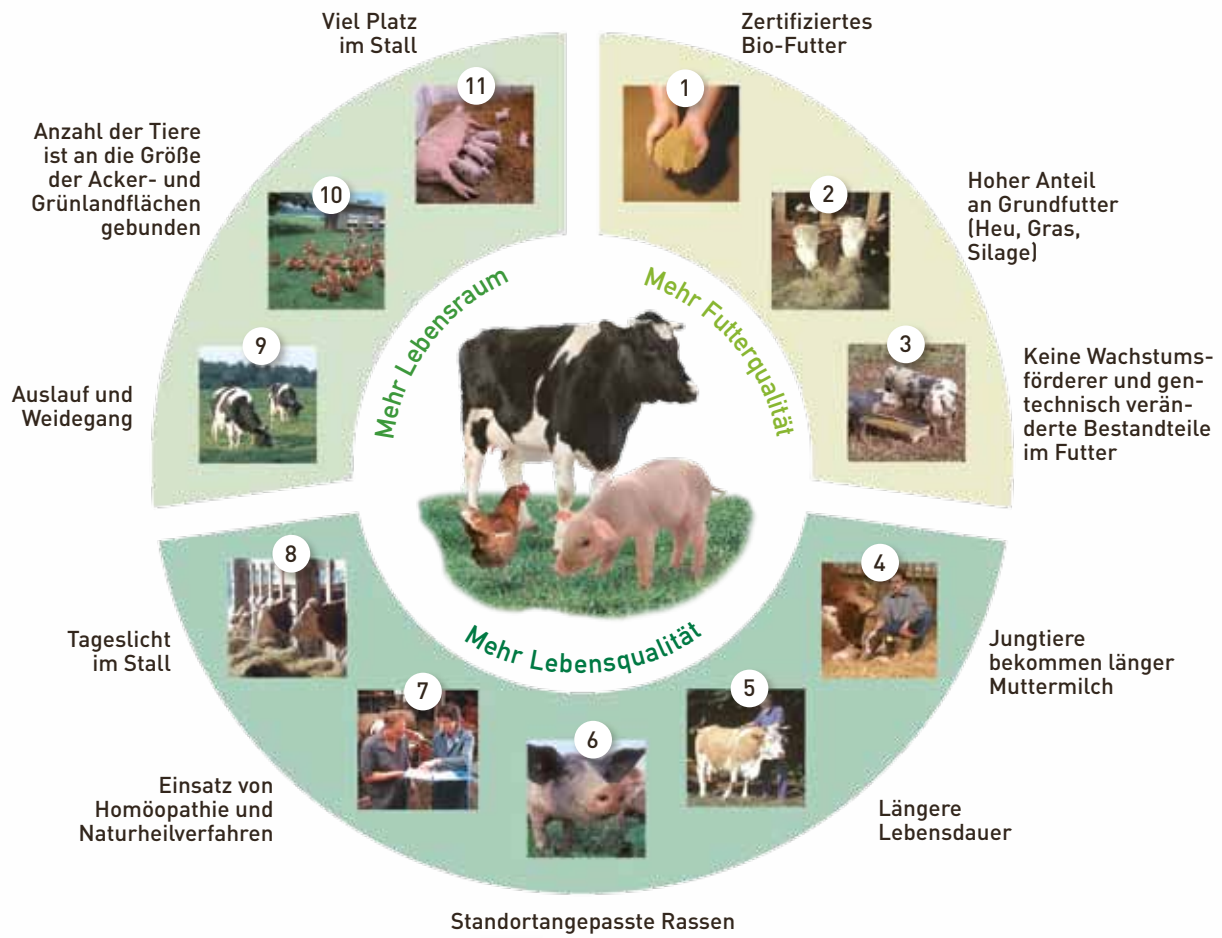 Zertifiziertes
Bio-Futter
1
Hoher Anteil
an Grundfutter
(Heu, Gras,
Silage)
2
Keine Wachstums-
förderer und gen-
technisch verän-
derte Bestandteile
im Futter
3
Mehr Futterqualität
Jungtiere
bekommen länger
Muttermilch
4
Längere
Lebensdauer
5
Standortangepasste Rassen
6
Einsatz von
Homöopathie und
Naturheilverfahren
7
Tageslicht
im Stall
8
Mehr Lebensqualität
Auslauf und
Weidegang
9
Anzahl der Tiere
ist an die Größe
der Acker- und
Grünlandflächen
gebunden
10
Viel Platz
im Stall
11
Mehr Lebensraum